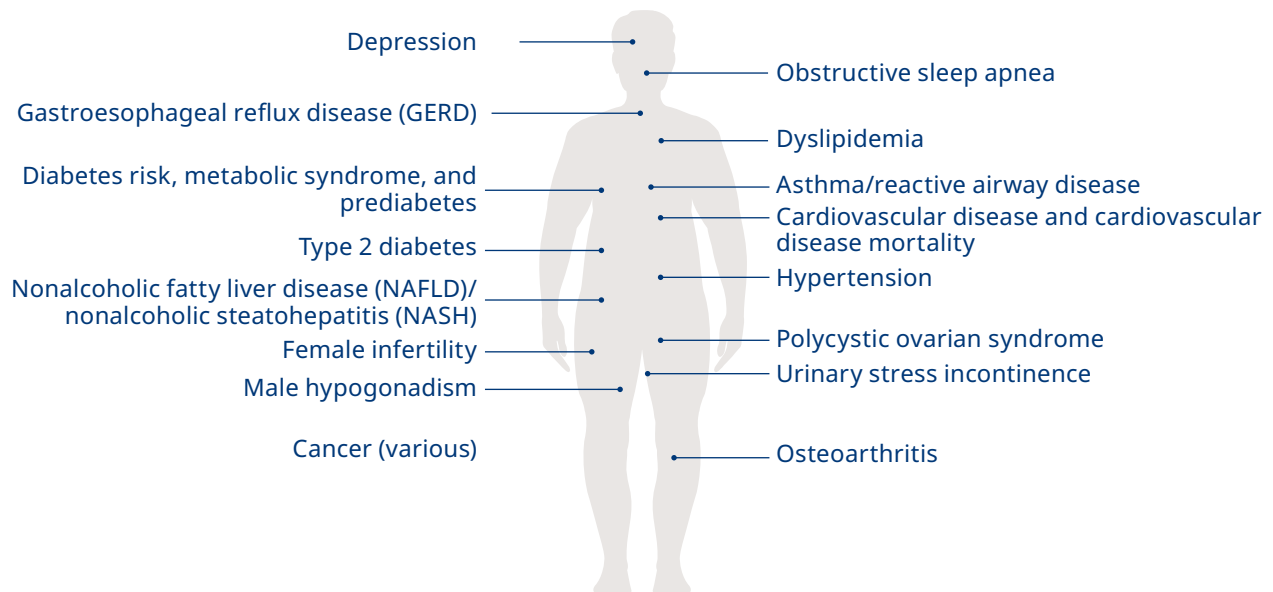 Depression
Obstructive sleep apnea
Gastroesophageal reflux disease (GERD)
Dyslipidemia
Diabetes risk, metabolic syndrome, and
prediabetes
Asthma/reactive airway disease
Cardiovascular disease and cardiovascular
disease mortality
Type 2 diabetes
Hypertension
Nonalcoholic fatty liver disease (NAFLD)/
nonalcoholic steatohepatitis (NASH)
Polycystic ovarian syndrome
Female infertility
Urinary stress incontinence
Male hypogonadism
Cancer (various)
Osteoarthritis